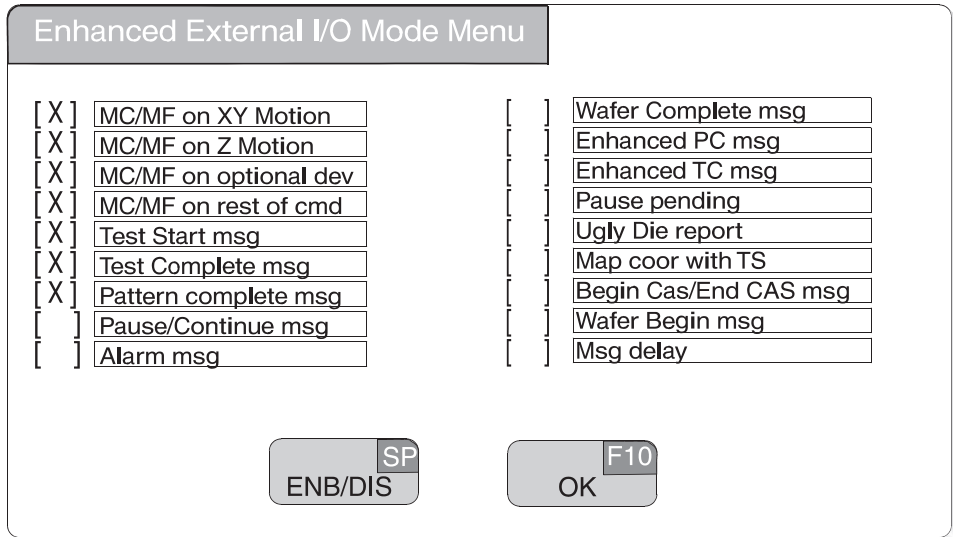 Enhanced External I/O Mode Menu
[ X ] MC/MF on XY Motion
[ X ] MC/MF on Z Motion
[ X ] MC/MF on optional dev
[ X ] MC/MF on rest of cmd
[ X ] Test Start msg
[ X ] Test Complete msg
[ X ] Pattern complete msg
[ ] Pause/Continue msg
[ ] Alarm msg
[ ] Wafer Complete msg
[ ] Enhanced PC msg
[ ] Enhanced TC msg
[ ] Pause pending
[ ] Ugly Die report
[ ] Map coor with TS
[ ] Begin Cas/End CAS msg
[ ] Wafer Begin msg
[ ] Msg delay
SP
ENB/DIS
F10
OK